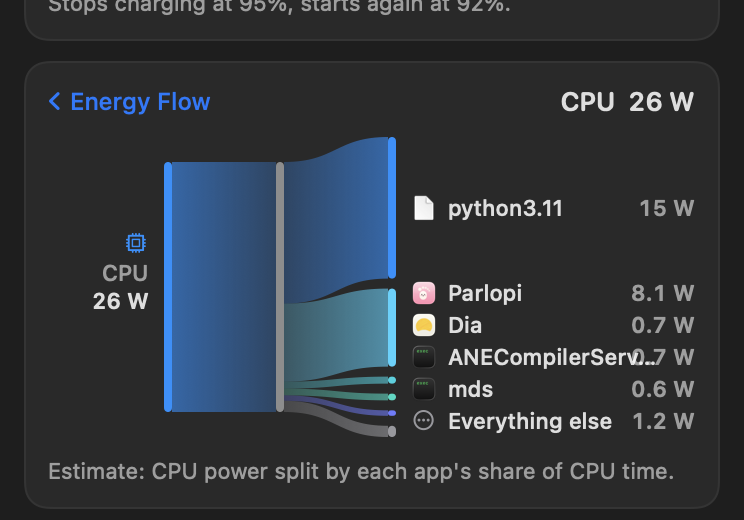 Stops charging at 95%, starts again at 92%.
Energy Flow
CPU 26 W
python3.11 15 W
CPU
26 W
Parlopi 8.1 W
Dia 0.7 W
ANECompilerServ... 0.7 W
mds 0.6 W
Everything else 1.2 W
Estimate: CPU power split by each app's share of CPU time.